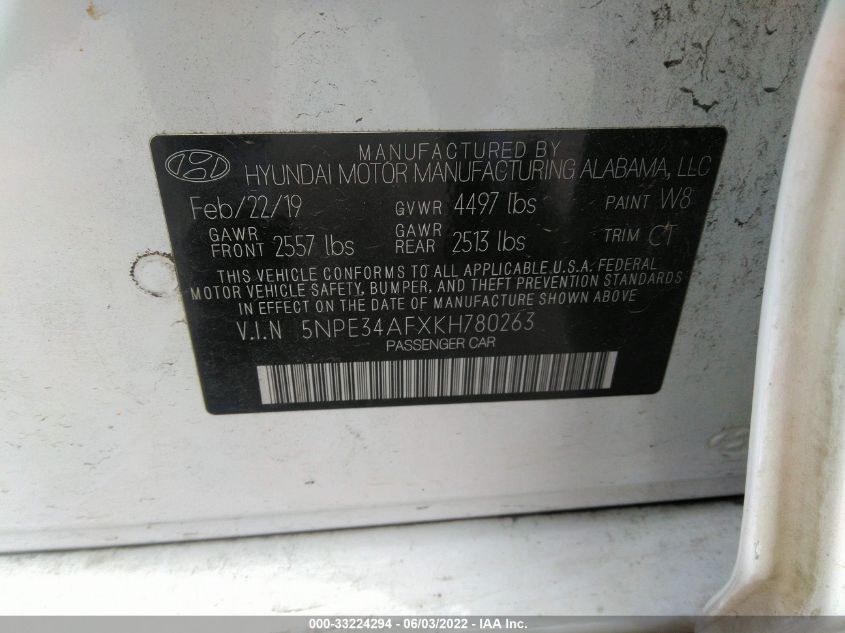 MANUFACTURED BY
HYUNDAI MOTOR MANUFACTURING ALABAMA, LLC
Feb/22/19 GVWR 4497 lbs PAINT W8
GAWR FRONT 2557 lbs GAWR REAR 2513 lbs TRIM CT
THIS VEHICLE CONFORMS TO ALL APPLICABLE U.S.A. FEDERAL
MOTOR VEHICLE SAFETY, BUMPER, AND THEFT PREVENTION STANDARDS
IN EFFECT ON THE DATE OF MANUFACTURE SHOWN ABOVE.
V.I.N 5NPE34AFXKH780263
PASSENGER CAR
000-33224294 - 06/03/2022 - IAA Inc.